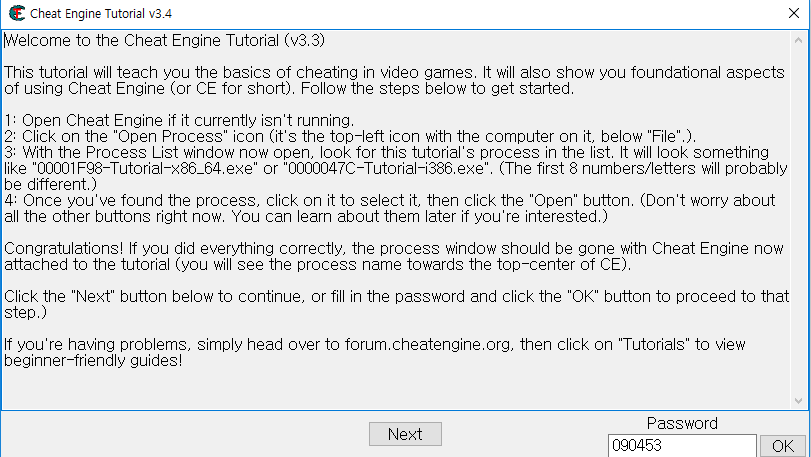 Cheat Engine Tutorial v3.4
Welcome to the Cheat Engine Tutorial (v3.3)
This tutorial will teach you the basics of cheating in video games. It will also show you foundational aspects
of using Cheat Engine (or CE for short). Follow the steps below to get started.
1: Open Cheat Engine if it currently isn't running.
2: Click on the "Open Process" icon (it's the top-left icon with the computer on it, below "File".).
3: With the Process List window now open, look for this tutorial's process in the list. It will look something
like "00001F98-Tutorial-x86_64.exe" or "0000047C-Tutorial-i386.exe". (The first 8 numbers/letters will probably
be different.)
4: Once you've found the process, click on it to select it, then click the "Open" button. (Don't worry about
all the other buttons right now. You can learn about them later if you're interested.)
Congratulations! If you did everything correctly, the process window should be gone with Cheat Engine now
attached to the tutorial (you will see the process name towards the top-center of CE).
Click the "Next" button below to continue, or fill in the password and click the "OK" button to proceed to that
step.)
If you're having problems, simply head over to forum.cheatengine.org, then click on "Tutorials" to view
beginner-friendly guides!
Password
Next
090453
OK